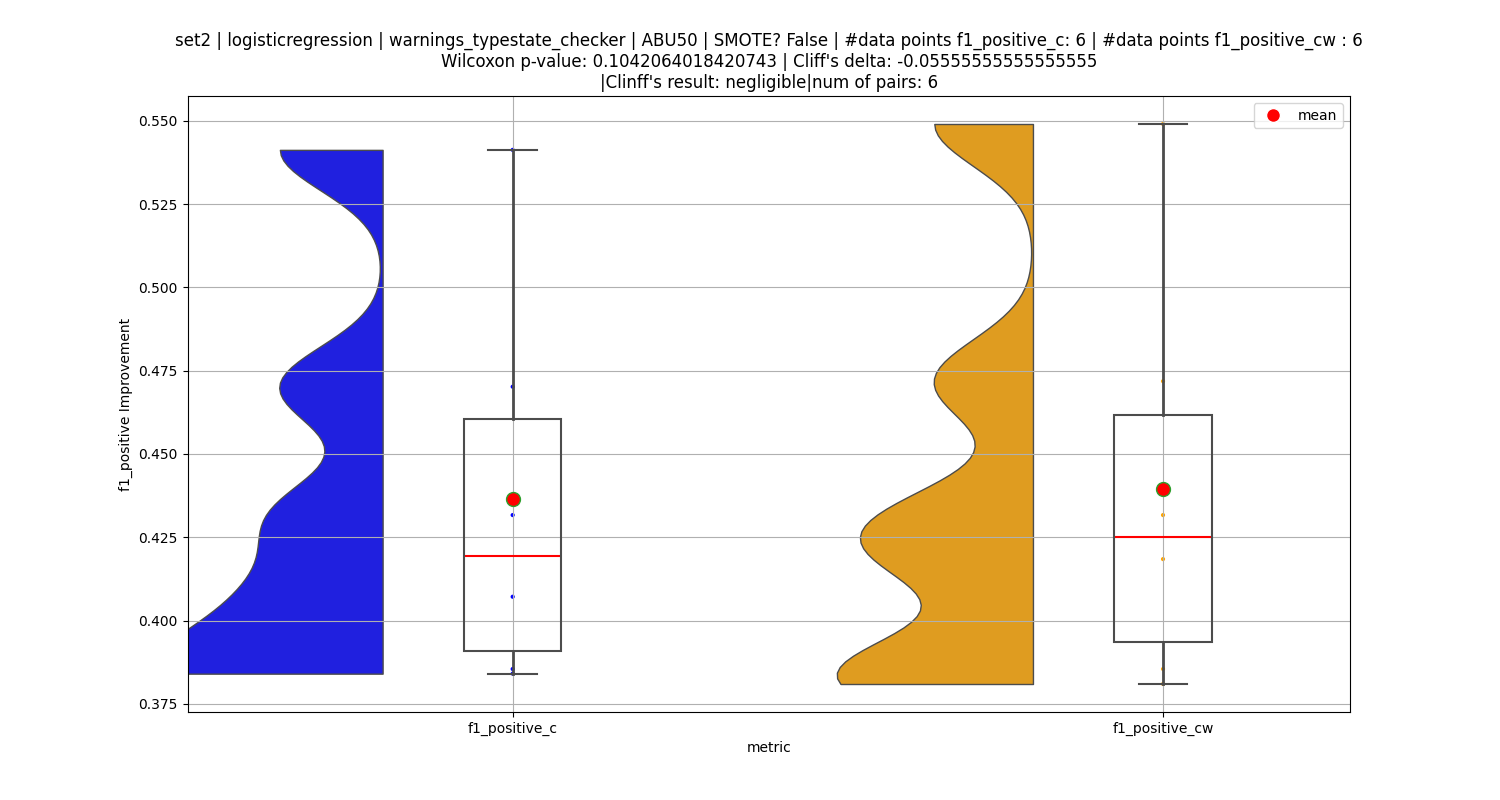 set2 | logisticregression | warnings_typestate_checker | ABU50 | SMOTE? False | #data points f1_positive_c: 6 | #data points f1_positive_cw : 6
Wilcoxon p-value: 0.1042064018420743 | Cliff's delta: -0.05555555555555555
|Clinff's result: negligible|num of pairs: 6
mean
0.550
0.525
0.500
0.475
0.450
0.425
0.400
0.375
f1_positive Improvement
f1_positive_c
f1_positive_cw
metric